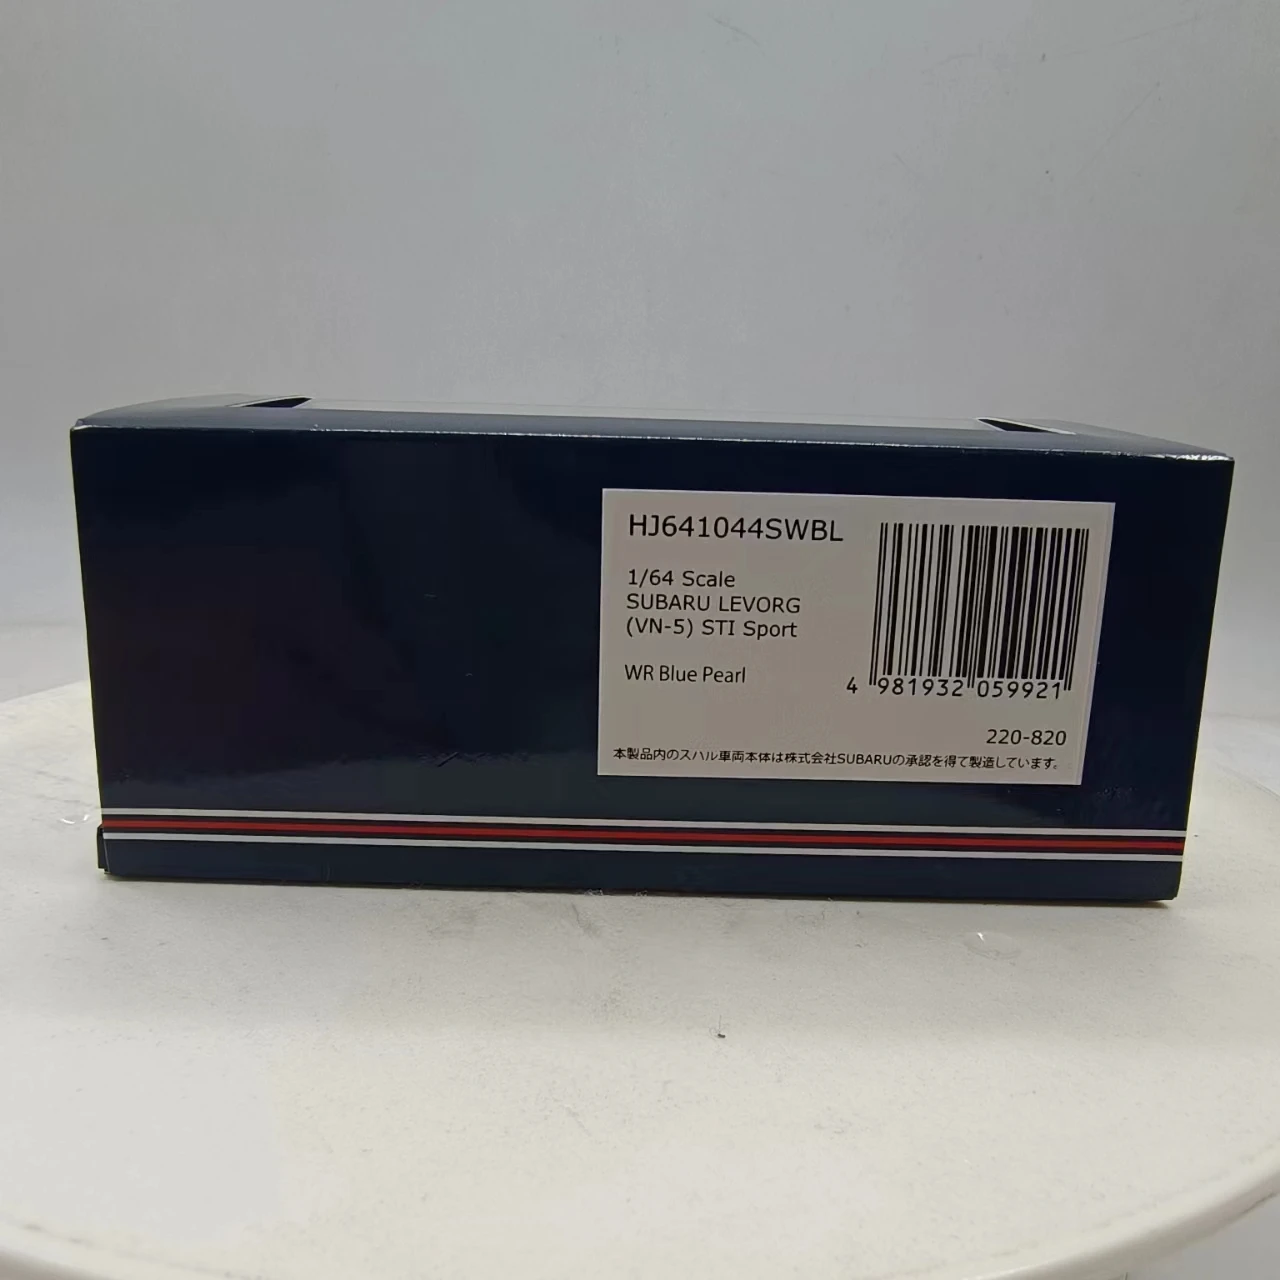 HJ641044SWBL
1/64 Scale
SUBARU LEVORG
(VN-5) STI Sport
WR Blue Pearl
4 981932 059921
220-820
本製品内のスバル車両本体は株式会社SUBARUの承認を得て製造しています。